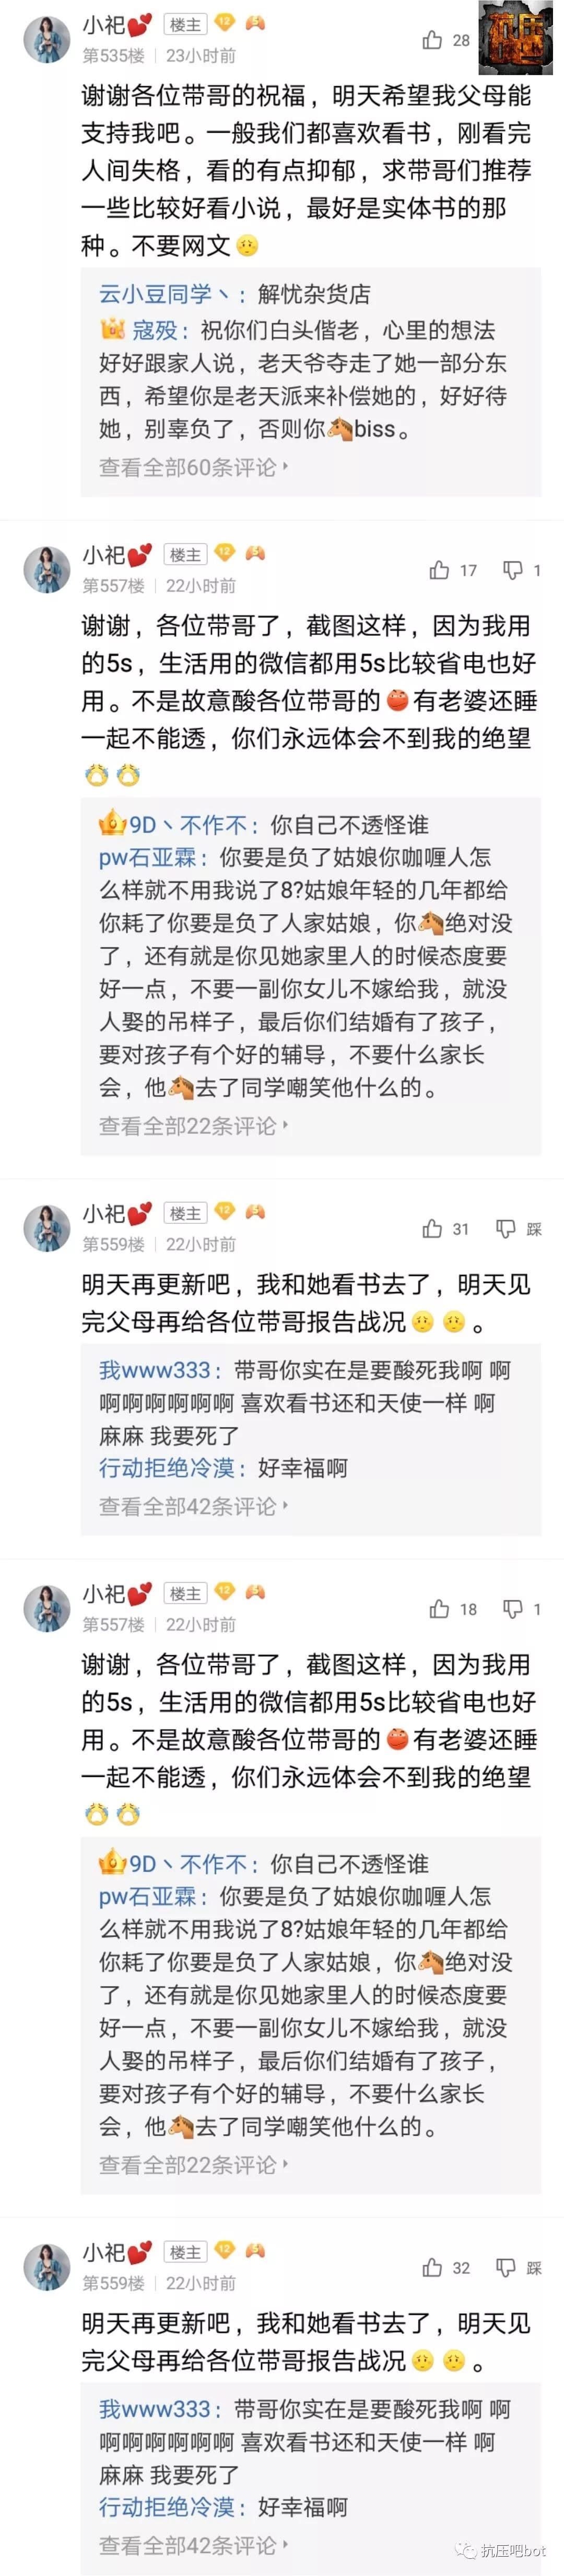 抗压
小祀 楼主 12 5
第535楼 23小时前
28
谢谢各位带哥的祝福，明天希望我父母能
支持我吧。一般我们都喜欢看书，刚看完
人间失格，看的有点抑郁，求带哥们推荐
一些比较好看小说，最好是实体书的那
种。不要网文
云小豆同学丶：解忧杂货店
寇殁：祝你们白头偕老，心里的想法
好好跟家人说，老天爷夺走了她一部分东
西，希望你是老天派来补偿她的，好好待
她，别辜负了，否则你🐴biss。
查看全部60条评论
小祀 楼主 12 5
第557楼 22小时前
17 1
谢谢，各位带哥了，截图这样，因为我用
的5s，生活用的微信都用5s比较省电也好
用。不是故意酸各位带哥的 有老婆还睡
一起不能透，你们永远体会不到我的绝望
9D丶不作不：你自己不透怪谁
pw石亚霖：你要是负了姑娘你咖喱人怎
么样就不用我说了8?姑娘年轻的几年都给
你耗了你要是负了人家姑娘，你🐴绝对没
了，还有就是你见她家里人的时候态度要
好一点，不要一副你女儿不嫁给我，就没
人娶的吊样子，最后你们结婚有了孩子，
要对孩子有个好的辅导，不要什么家长
会，他🐴去了同学嘲笑他什么的。
查看全部22条评论
小祀 楼主 12 5
第559楼 22小时前
31 踩
明天再更新吧，我和她看书去了，明天见
完父母再给各位带哥报告战况 。
我www333：带哥你实在是要酸死我啊 啊
啊啊啊啊啊啊 喜欢看书还和天使一样 啊
麻麻 我要死了
行动拒绝冷漠：好幸福啊
查看全部42条评论
小祀 楼主 12 5
第557楼 22小时前
18 1
谢谢，各位带哥了，截图这样，因为我用
的5s，生活用的微信都用5s比较省电也好
用。不是故意酸各位带哥的 有老婆还睡
一起不能透，你们永远体会不到我的绝望
9D丶不作不：你自己不透怪谁
pw石亚霖：你要是负了姑娘你咖喱人怎
么样就不用我说了8?姑娘年轻的几年都给
你耗了你要是负了人家姑娘，你🐴绝对没
了，还有就是你见她家里人的时候态度要
好一点，不要一副你女儿不嫁给我，就没
人娶的吊样子，最后你们结婚有了孩子，
要对孩子有个好的辅导，不要什么家长
会，他🐴去了同学嘲笑他什么的。
查看全部22条评论
小祀 楼主 12 5
第559楼 22小时前
32 踩
明天再更新吧，我和她看书去了，明天见
完父母再给各位带哥报告战况 。
我www333：带哥你实在是要酸死我啊 啊
啊啊啊啊啊啊 喜欢看书还和天使一样 啊
麻麻 我要死了
行动拒绝冷漠：好幸福啊
查看全部42条评论
抗压吧bot